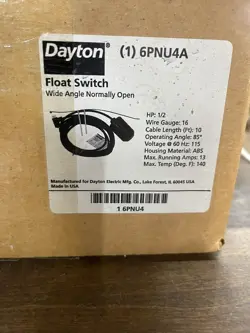 Dayton® (1) 6PNU4A
Float Switch
Wide Angle Normally Open
HP: 1/2
Wire Gauge: 16
Cable Length (Ft): 10
Operating Angle: 85°
Voltage @ 60 Hz: 115
Housing Material: ABS
Max. Running Amps: 13
Max. Temp (Deg. F): 140
Manufactured for Dayton Electric Mfg. Co., Lake Forest, IL 60045 USA
Made in USA
1 6PNU4